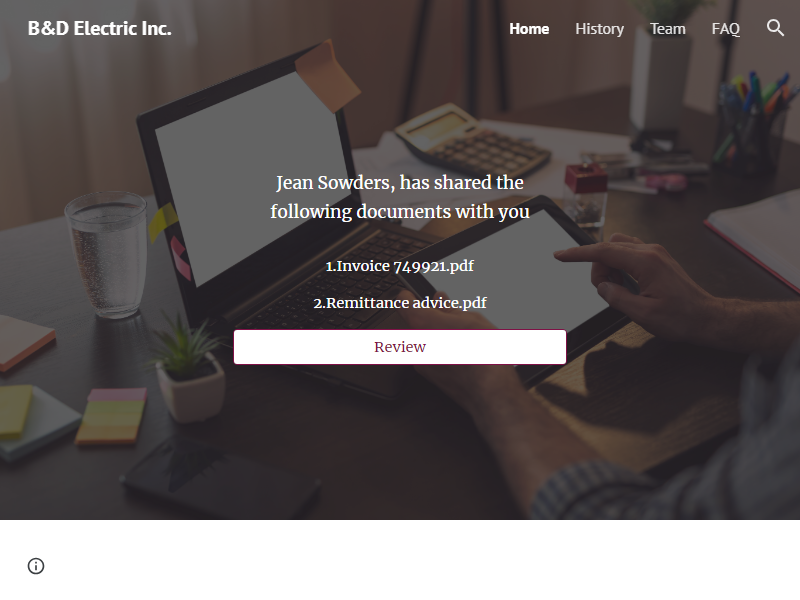 B&D Electric Inc.
Home History Team FAQ
Jean Sowders, has shared the
following documents with you
1.Invoice 749921.pdf
2.Remittance advice.pdf
Review